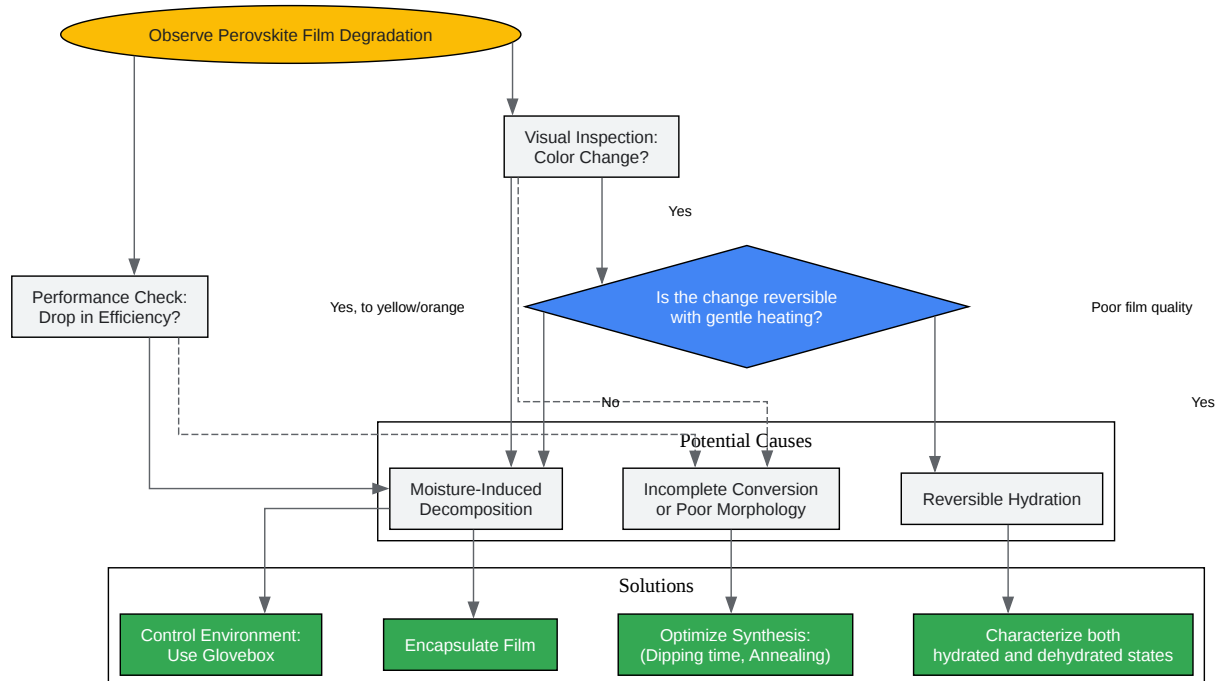 Observe Perovskite Film Degradation
Visual Inspection:
Color Change?
Yes
Performance Check:
Drop in Efficiency?
Yes, to yellow/orange
Is the change reversible
with gentle heating?
Poor film quality
No
Yes
Potential Causes
Moisture-Induced
Decomposition
Incomplete Conversion
or Poor Morphology
Reversible Hydration
Solutions
Control Environment:
Use Glovebox
Encapsulate Film
Optimize Synthesis:
(Dipping time, Annealing)
Characterize both
hydrated and dehydrated states